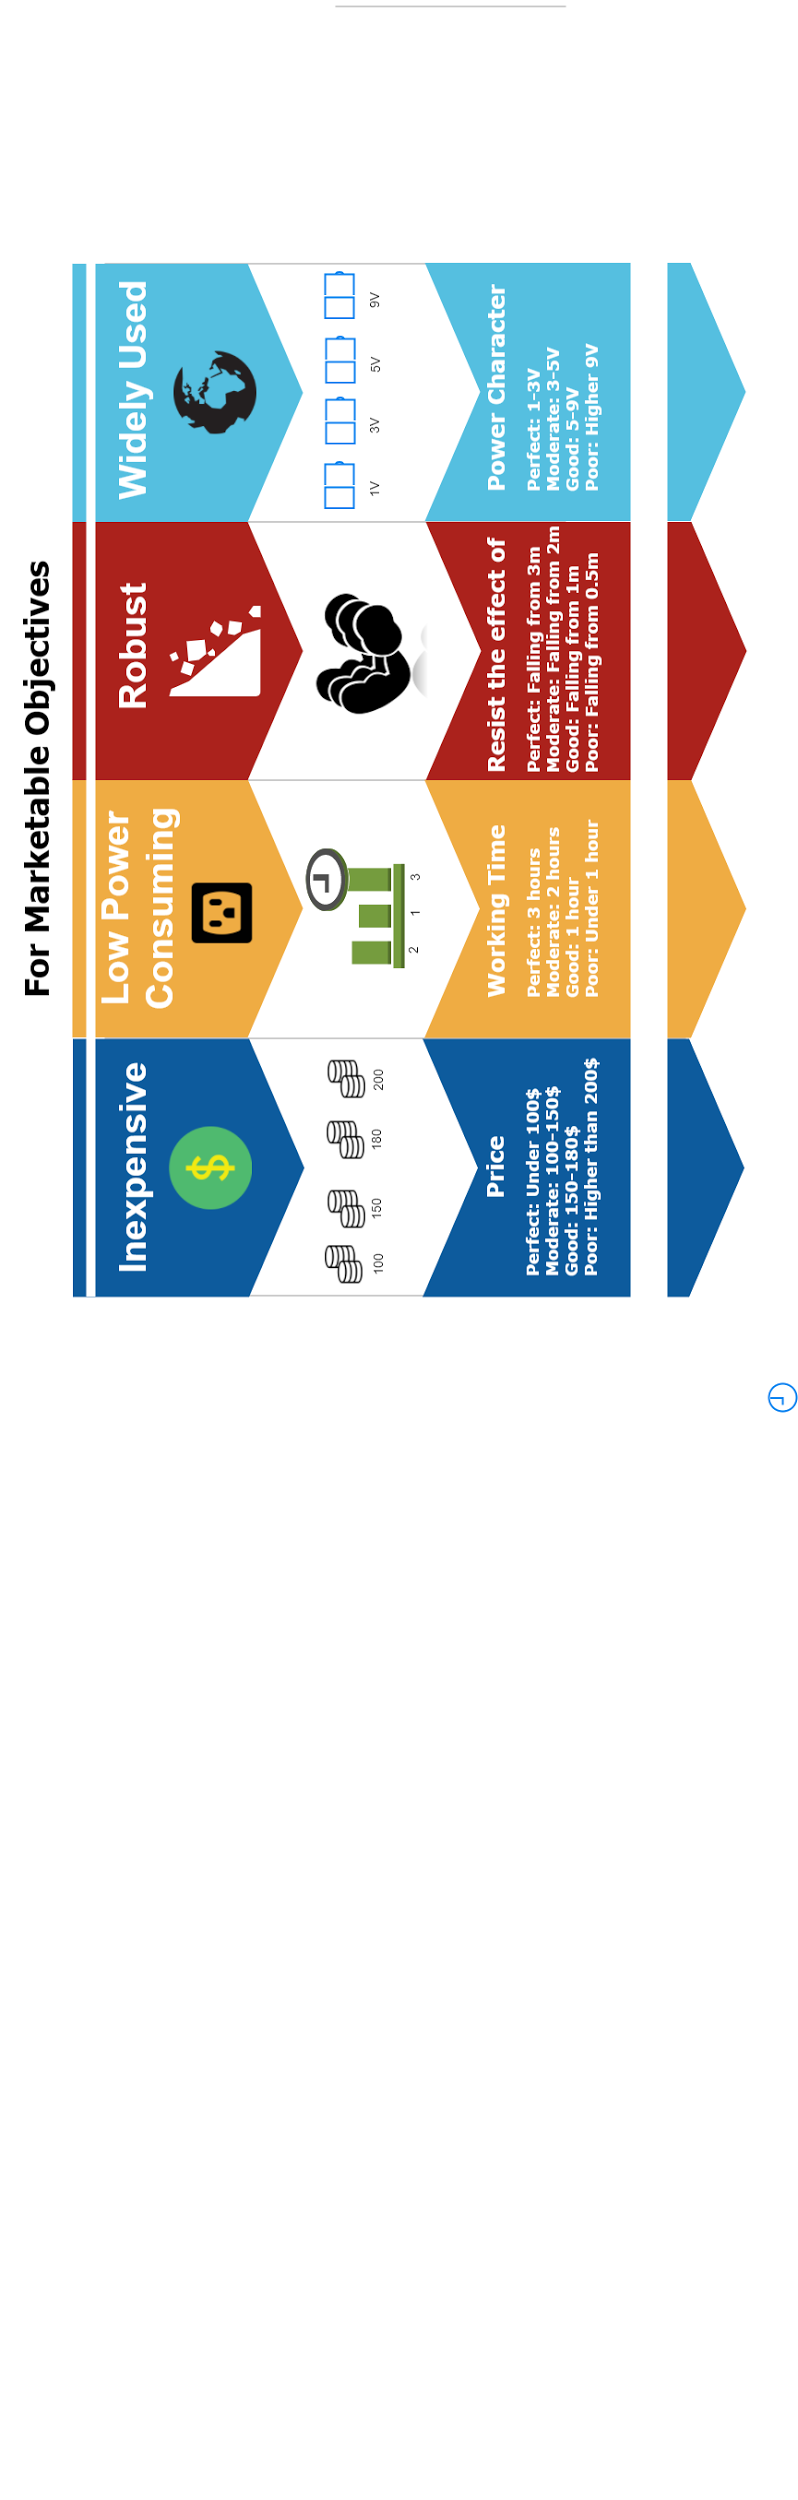 For Marketable Objectives
Inexpensive
100
150
180
200
Price
Perfect: Under 100$
Moderate: 100-150$
Good: 150-180$
Poor: Higher than 200$
Low Power
Consuming
2
1
3
Working Time
Perfect: 3 hours
Moderate: 2 hours
Good: 1 hour
Poor: Under 1 hour
Robust
Resist the effect of
Perfect: Falling from 3m
Moderate: Falling from 2m
Good: Falling from 1m
Poor: Falling from 0.5m
Widely Used
1V
3V
5V
9V
Power Character
Perfect: 1-3V
Moderate: 3-5V
Good: 5-9V
Poor: Higher 9V